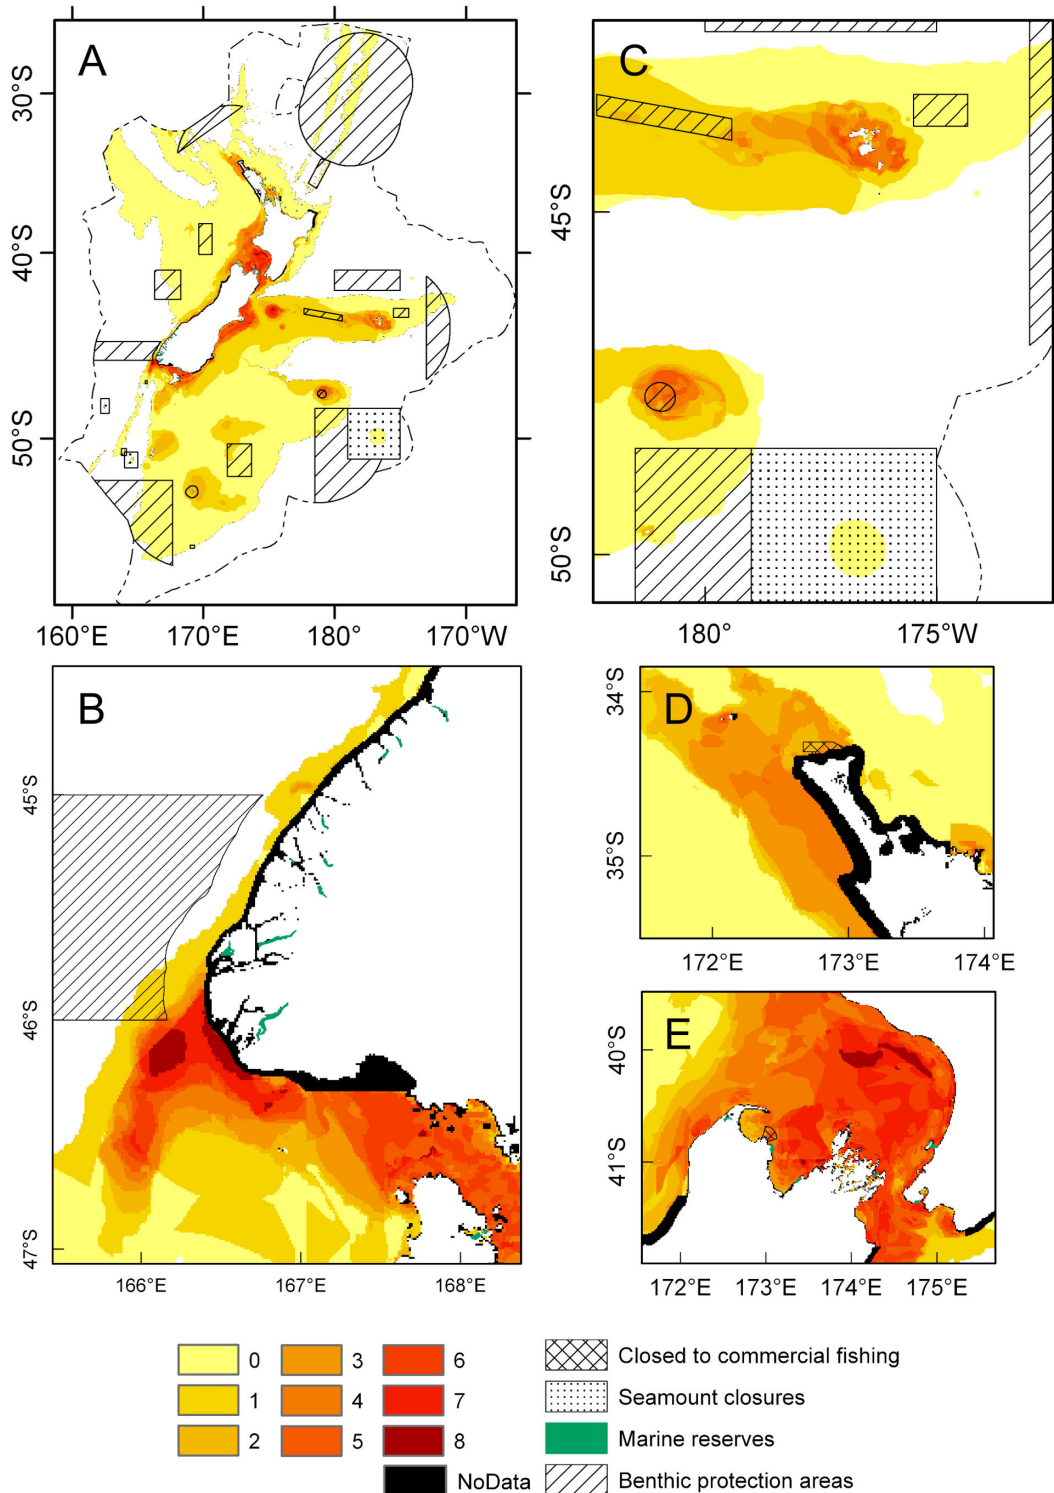 A
30°S
40°S
50°S
160°E
170°E
180°
170°W
C
45°S
50°S
180°
175°W
B
45°S
46°S
47°S
166°E
167°E
168°E
D
34°S
35°S
172°E
173°E
174°E
E
40°S
41°S
172°E
173°E
174°E
175°E
0
1
2
3
4
5
6
7
8
NoData
Closed to commercial fishing
Seamount closures
Marine reserves
Benthic protection areas